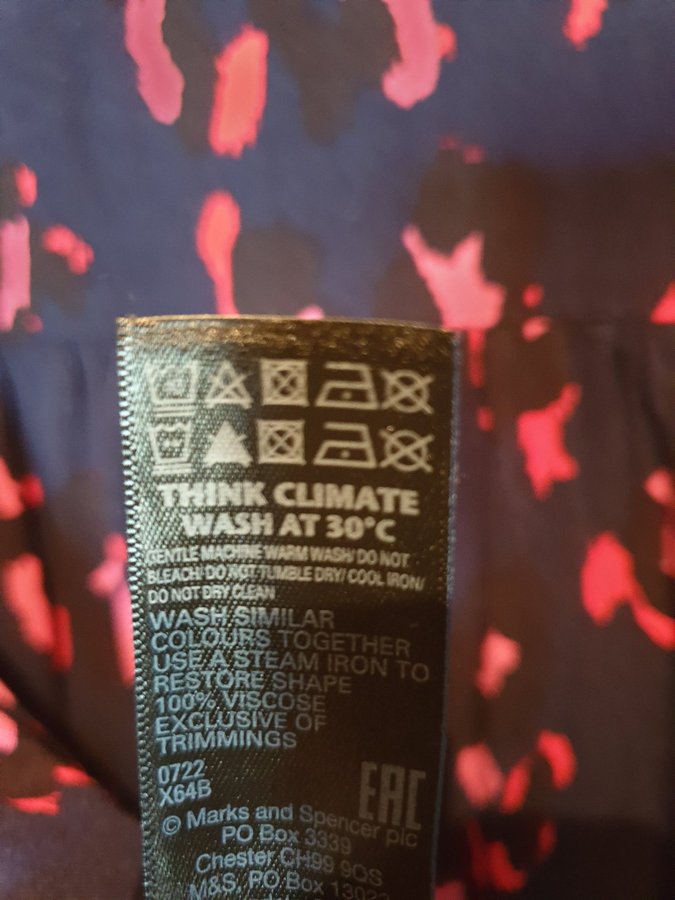 THINK CLIMATE
WASH AT 30°C
GENTLE MACHINE WARM WASH/ DO NOT
BLEACH/ DO NOT TUMBLE DRY/ COOL IRON/
DO NOT DRY CLEAN
WASH SIMILAR
COLOURS TOGETHER
USE A STEAM IRON TO
RESTORE SHAPE
100% VISCOSE
EXCLUSIVE OF
TRIMMINGS
0722
X64B
EAC
© Marks and Spencer plc
PO Box 3339
Chester CH99 9QS
M&S, PO Box